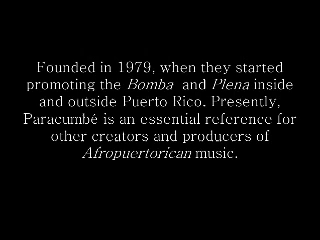 Founded in 1979, when they started
promoting the Bomba and Plena inside
and outside Puerto Rico. Presently,
Paracumbé is an essential reference for
other creators and producers of
Afropuertorican music.